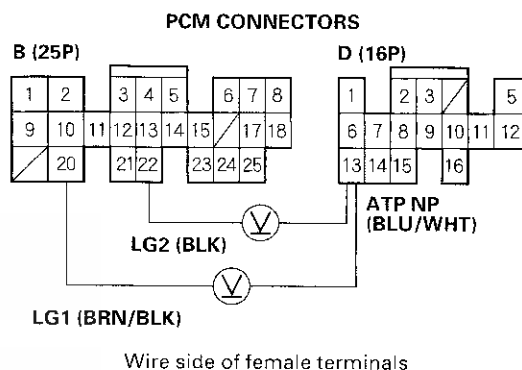 PCM CONNECTORS
B (25P)
D (16P)
1 2 3 4 5 6 7 8
9 10 11 12 13 14 15 17 18
20 21 22 23 24 25
1 2 3 5
6 7 8 9 10 11 12
13 14 15 16
ATP NP
(BLU/WHT)
LG2 (BLK)
V
V
LG1 (BRN/BLK)
Wire side of female terminals